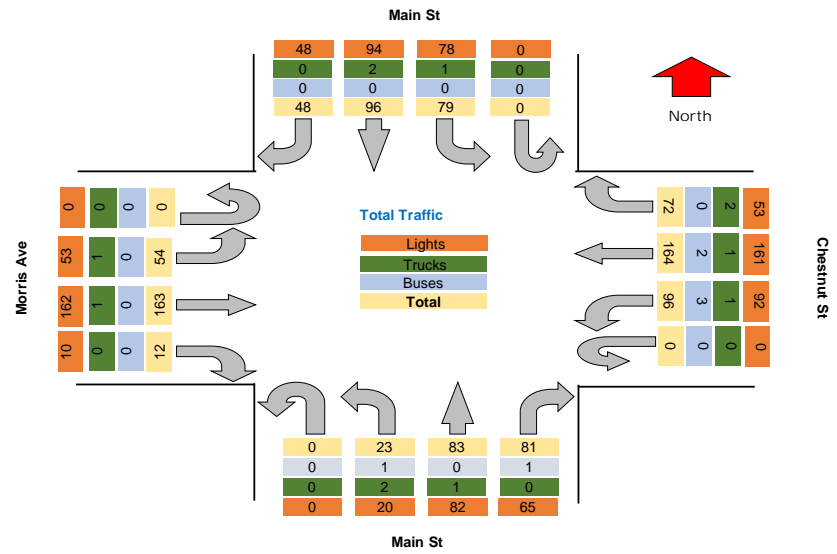 Main St
48 94 78 0
0 2 1 0
0 0 0 0
48 96 79 0
North
Morris Ave
0 0 0 0
53 1 0 54
162 1 0 163
10 0 0 12
Total Traffic
Lights
Trucks
Buses
Total
72 0 2 53
164 2 1 161
96 3 1 92
0 0 0 0
Chestnut St
0 23 83 81
0 1 0 1
0 2 1 0
0 20 82 65
Main St